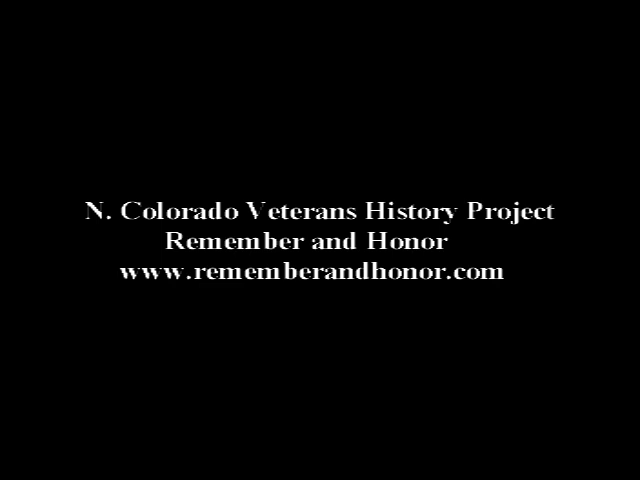 N. Colorado Veterans History Project
Remember and Honor
www.rememberandhonor.com